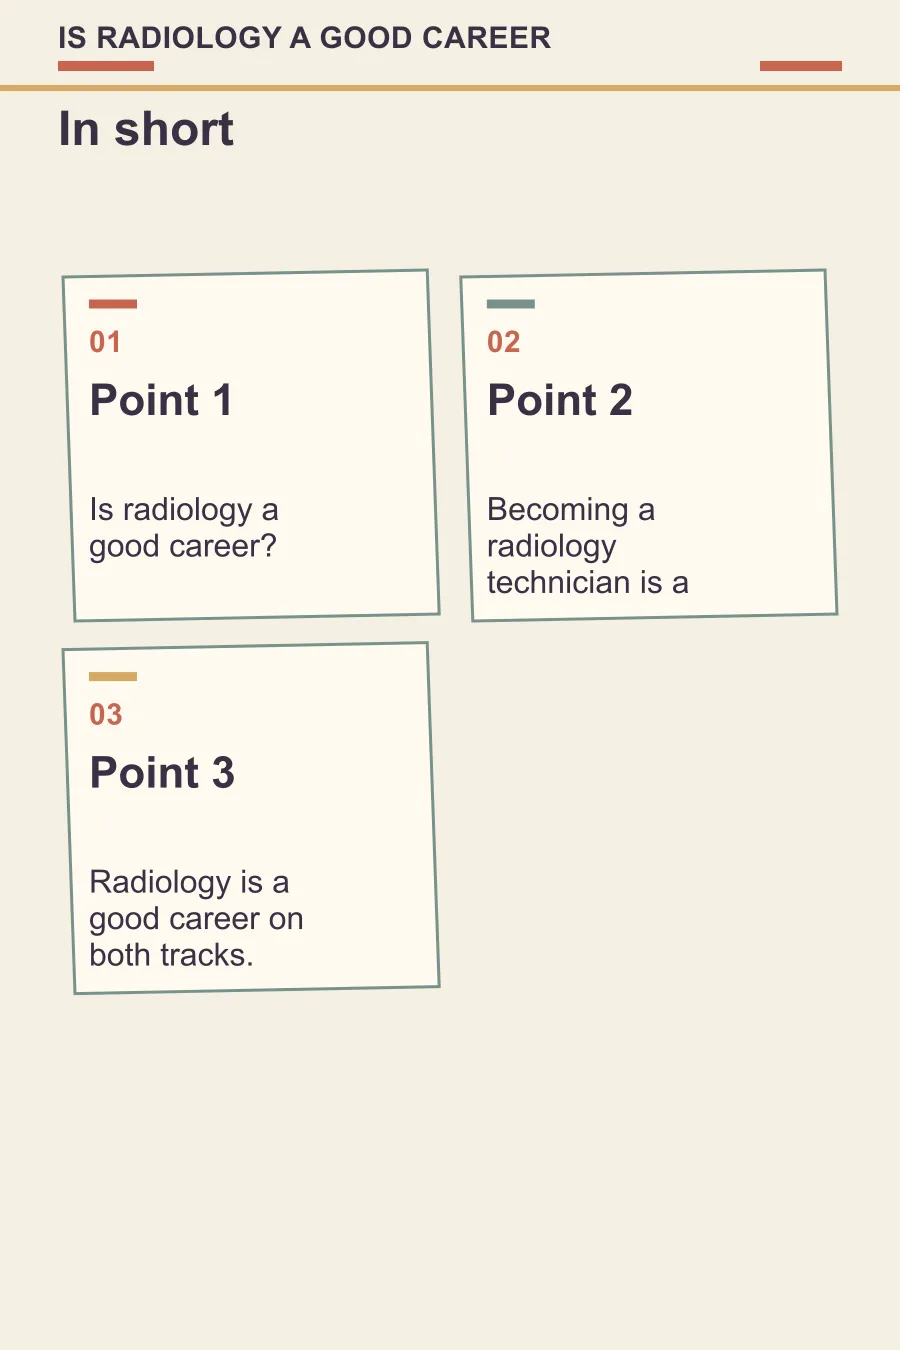 IS RADIOLOGY A GOOD CAREER
In short
01
Point 1
Is radiology a
good career?
02
Point 2
Becoming a
radiology
technician is a
03
Point 3
Radiology is a
good career on
both tracks.